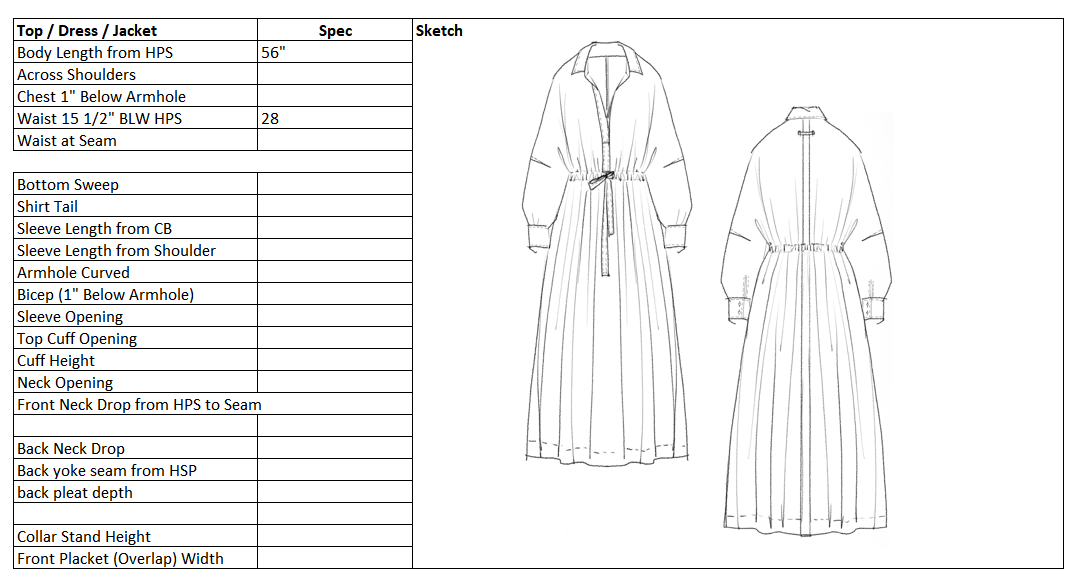 Top / Dress / Jacket Spec Sketch
Body Length from HPS 56"
Across Shoulders
Chest 1" Below Armhole
Waist 15 1/2" BLW HPS 28
Waist at Seam
Bottom Sweep
Shirt Tail
Sleeve Length from CB
Sleeve Length from Shoulder
Armhole Curved
Bicep (1" Below Armhole)
Sleeve Opening
Top Cuff Opening
Cuff Height
Neck Opening
Front Neck Drop from HPS to Seam
Back Neck Drop
Back yoke seam from HSP
back pleat depth
Collar Stand Height
Front Placket (Overlap) Width